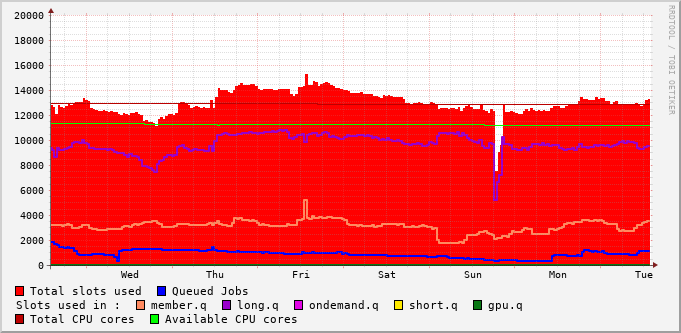 RRDTOOL / TOBI OETIKER
20000
18000
16000
14000
12000
10000
8000
6000
4000
2000
0
Wed Thu Fri Sat Sun Mon Tue
Total slots used Queued Jobs
Slots used in : member.q long.q ondemand.q short.q gpu.q
Total CPU cores Available CPU cores